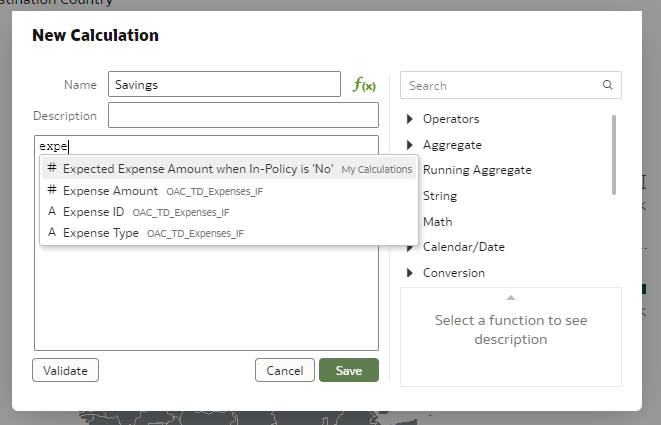 stination Country
New Calculation
Name Savings f(x)
Description
expe
# Expected Expense Amount when In-Policy is 'No' My Calculations
# Expense Amount OAC_TD_Expenses_IF
A Expense ID OAC_TD_Expenses_IF
A Expense Type OAC_TD_Expenses_IF
Validate
Cancel
Save
Search
Operators
Aggregate
Running Aggregate
String
Math
Calendar/Date
Conversion
Select a function to see
description